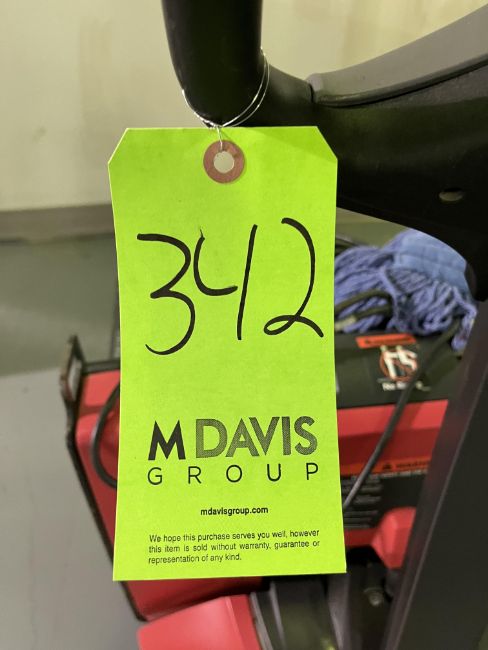 342
M DAVIS
GROUP
mdavisgroup.com
We hope this purchase serves you well, however
this item is sold without warranty, guarantee or
representation of any kind.